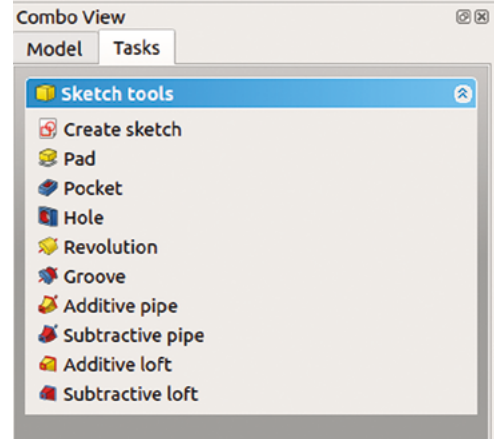 Combo View
Model Tasks
Sketch tools
Create sketch
Pad
Pocket
Hole
Revolution
Groove
Additive pipe
Subtractive pipe
Additive loft
Subtractive loft